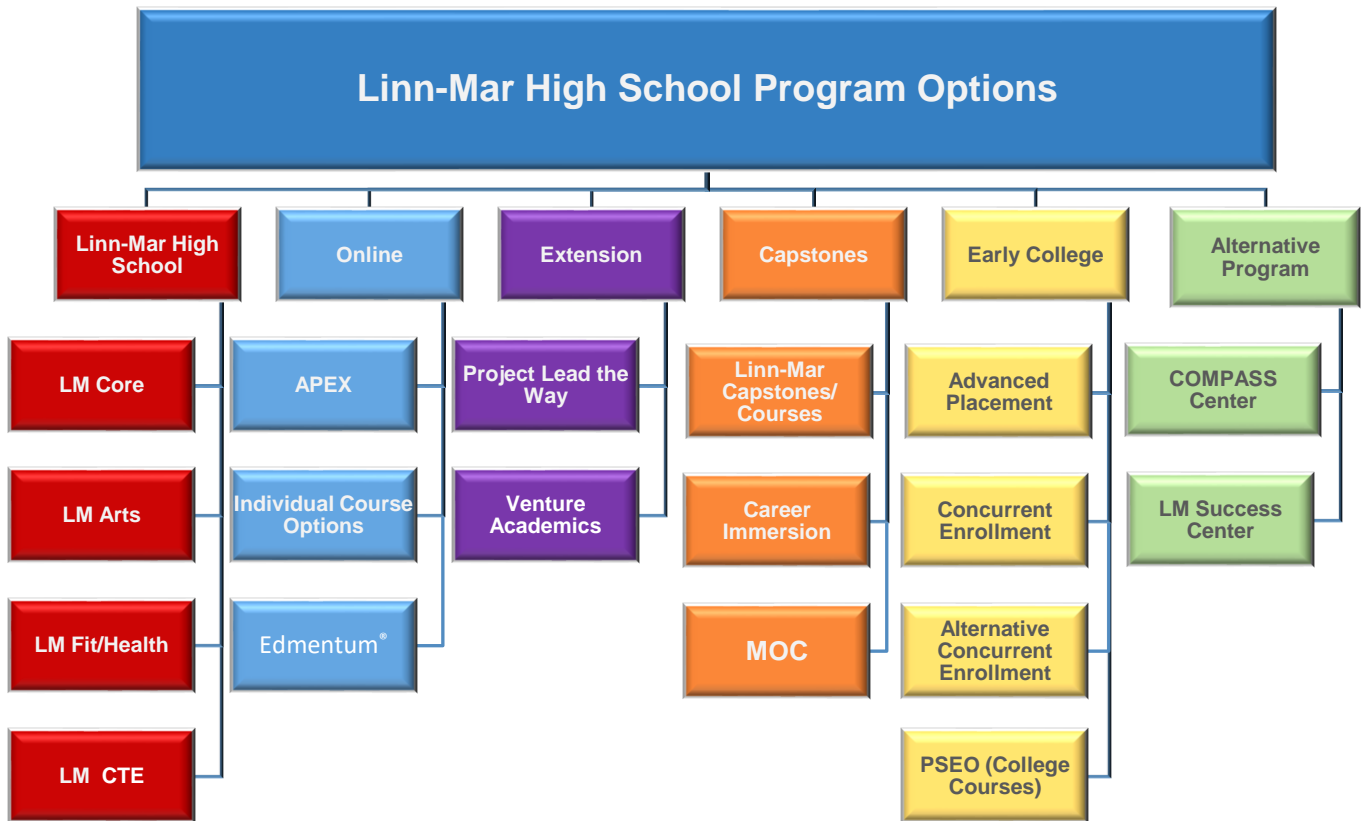 Linn-Mar High School Program Options
Linn-Mar High
School
Online
Extension
Capstones
Early College
Alternative
Program
LM Core
APEX
Project Lead the
Way
Linn-Mar
Capstones/
Courses
Advanced
Placement
COMPASS
Center
LM Arts
Individual Course
Options
Venture
Academics
Career
Immersion
Concurrent
Enrollment
LM Success
Center
LM Fit/Health
Edmentum®
MOC
Alternative
Concurrent
Enrollment
LM CTE
PSEO (College
Courses)